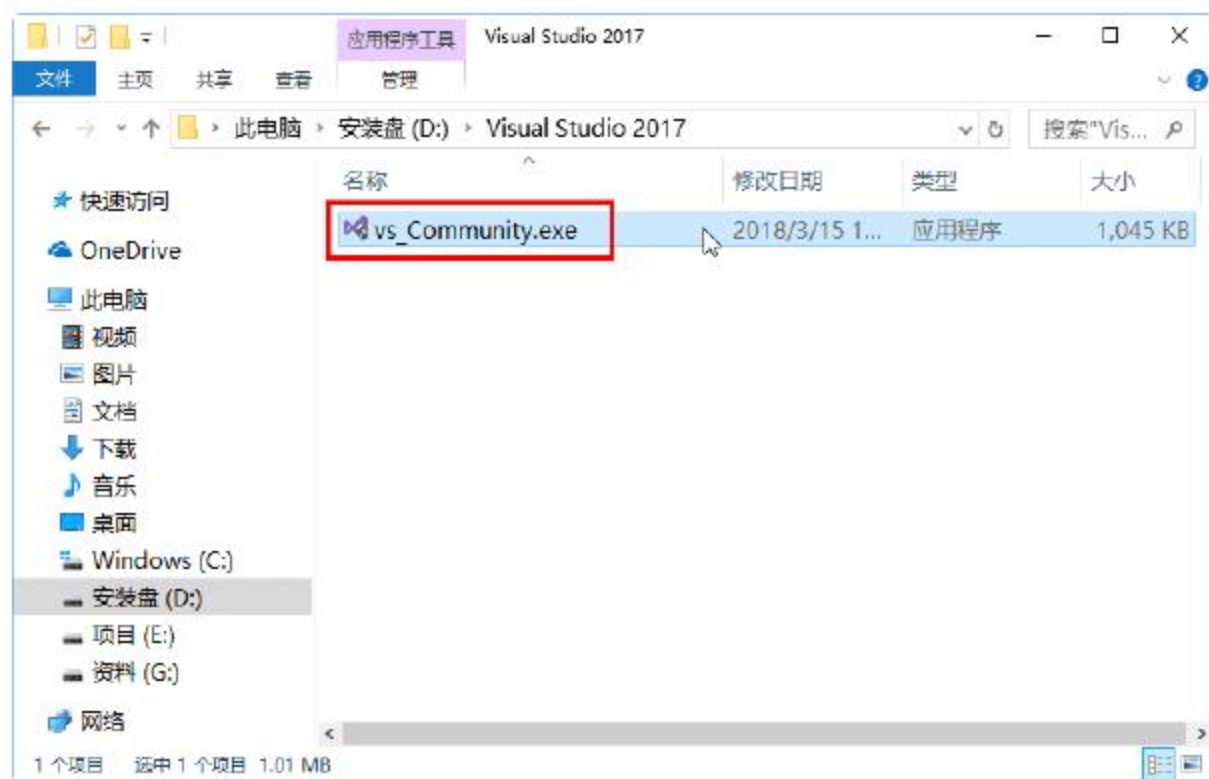 应用程序工具 Visual Studio 2017
文件 主页 共享 查看 管理
此电脑 安装盘 (D:) Visual Studio 2017 搜索"Vis...
名称 修改日期 类型 大小
vs_Community.exe 2018/3/15 1... 应用程序 1,045 KB
快速访问
OneDrive
此电脑
视频
图片
文档
下载
音乐
桌面
Windows (C:)
安装盘 (D:)
项目 (E:)
资料 (G:)
网络
1 个项目 选中 1 个项目 1.01 MB